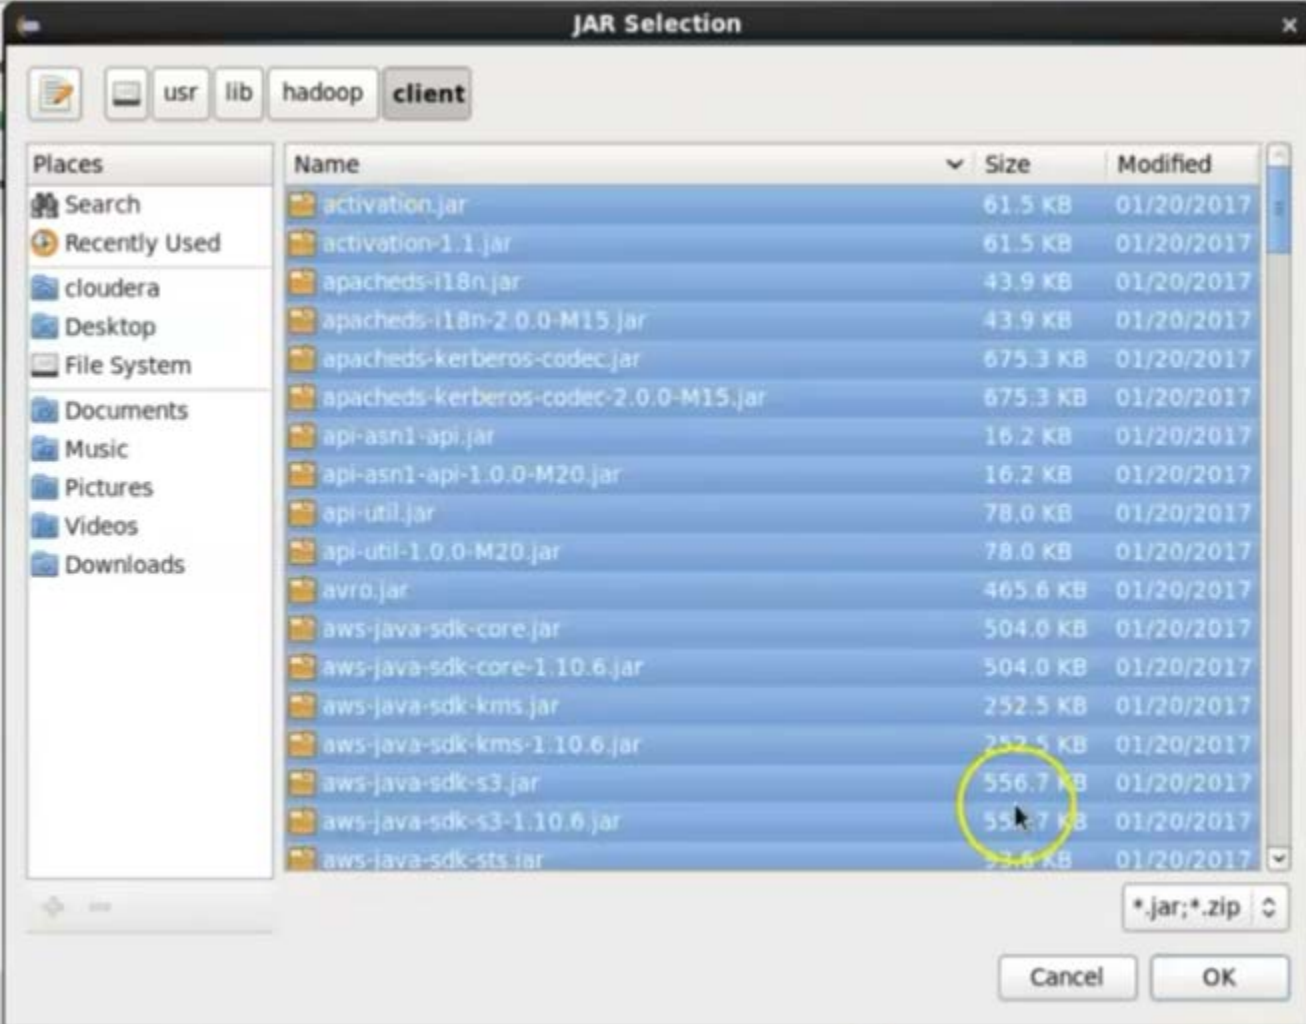 JAR Selection
usr lib hadoop client
Places
Search
Recently Used
cloudera
Desktop
File System
Documents
Music
Pictures
Videos
Downloads
Name Size Modified
activation.jar 61.5 KB 01/20/2017
activation-1.1.jar 61.5 KB 01/20/2017
apacheds-i18n.jar 43.9 KB 01/20/2017
apacheds-i18n-2.0.0-M15.jar 43.9 KB 01/20/2017
apacheds-kerberos-codec.jar 675.3 KB 01/20/2017
apacheds-kerberos-codec-2.0.0-M15.jar 675.3 KB 01/20/2017
api-asn1-api.jar 16.2 KB 01/20/2017
api-asn1-api-1.0.0-M20.jar 16.2 KB 01/20/2017
api-util.jar 78.0 KB 01/20/2017
api-util-1.0.0-M20.jar 78.0 KB 01/20/2017
avro.jar 465.6 KB 01/20/2017
aws-java-sdk-core.jar 504.0 KB 01/20/2017
aws-java-sdk-core-1.10.6.jar 504.0 KB 01/20/2017
aws-java-sdk-kms.jar 252.5 KB 01/20/2017
aws-java-sdk-kms-1.10.6.jar 252.5 KB 01/20/2017
aws-java-sdk-s3.jar 556.7 KB 01/20/2017
aws-java-sdk-s3-1.10.6.jar KB 01/20/2017
aws-java-sdk-sts.jar KB 01/20/2017
*.jar;*.zip
Cancel OK